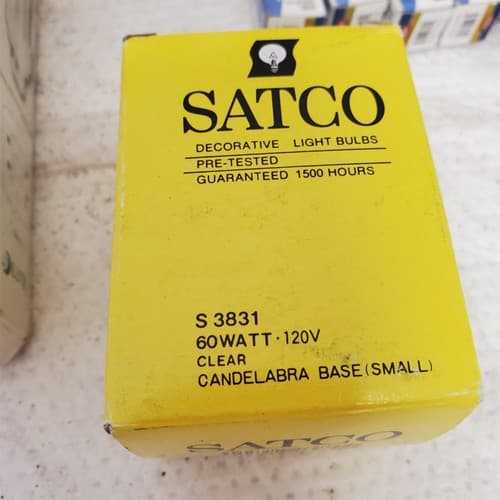 SATCO
DECORATIVE LIGHT BULBS
PRE-TESTED
GUARANTEED 1500 HOURS
S 3831
60WATT·120V
CLEAR
CANDELABRA BASE(SMALL)
SATCO